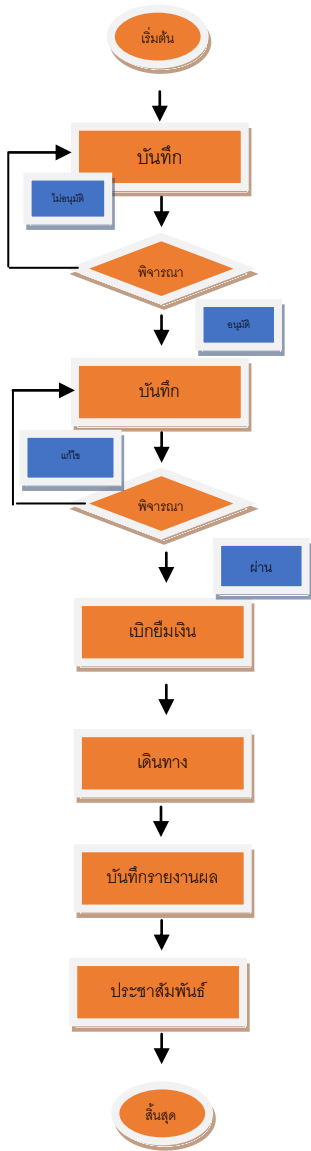 เริ่มต้น
บันทึก
ไม่อนุมัติ
พิจารณา
อนุมัติ
บันทึก
แก้ไข
พิจารณา
ผ่าน
เบิกยืมเงิน
เดินทาง
บันทึกรายงานผล
ประชาสัมพันธ์
สิ้นสุด